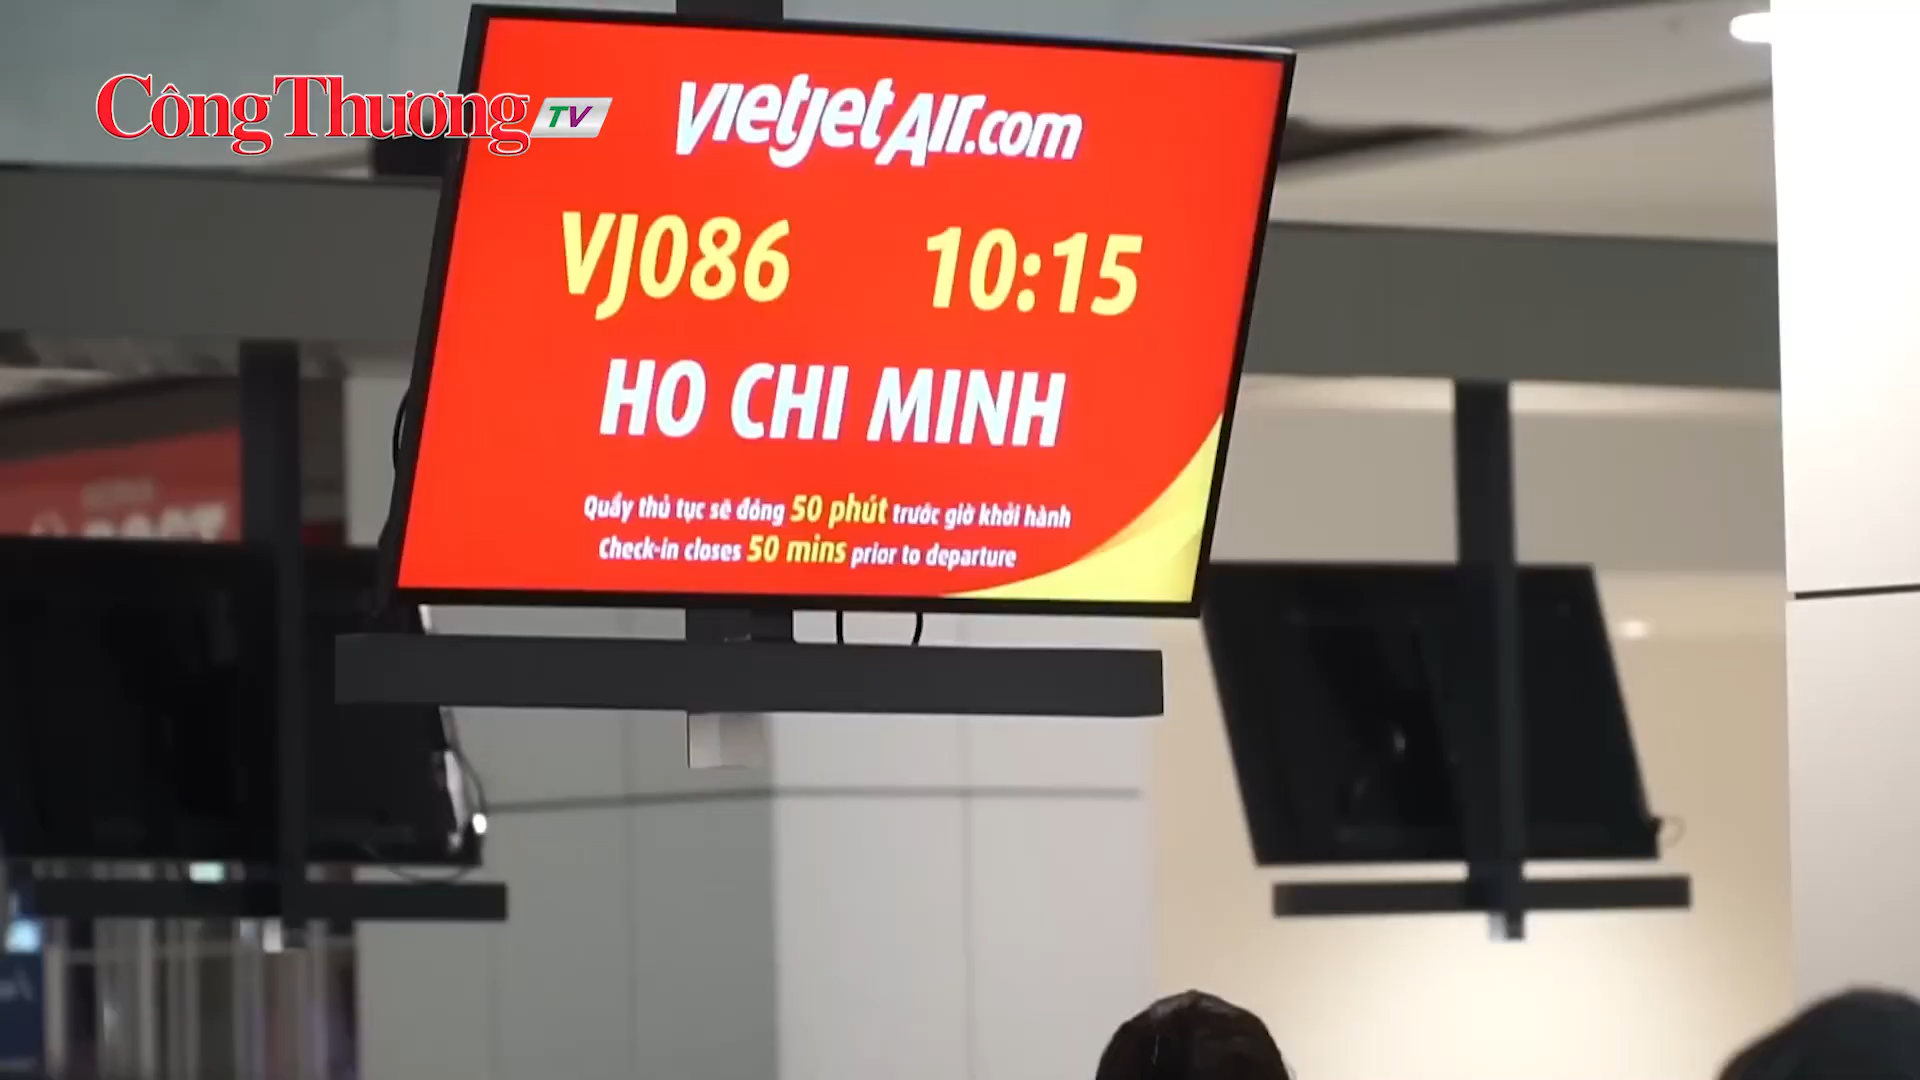 Công Thương TV
vietjetAir.com
VJ086 10:15
HO CHI MINH
Quầy thủ tục sẽ đóng 50 phút trước giờ khởi hành
Check-in closes 50 mins prior to departure